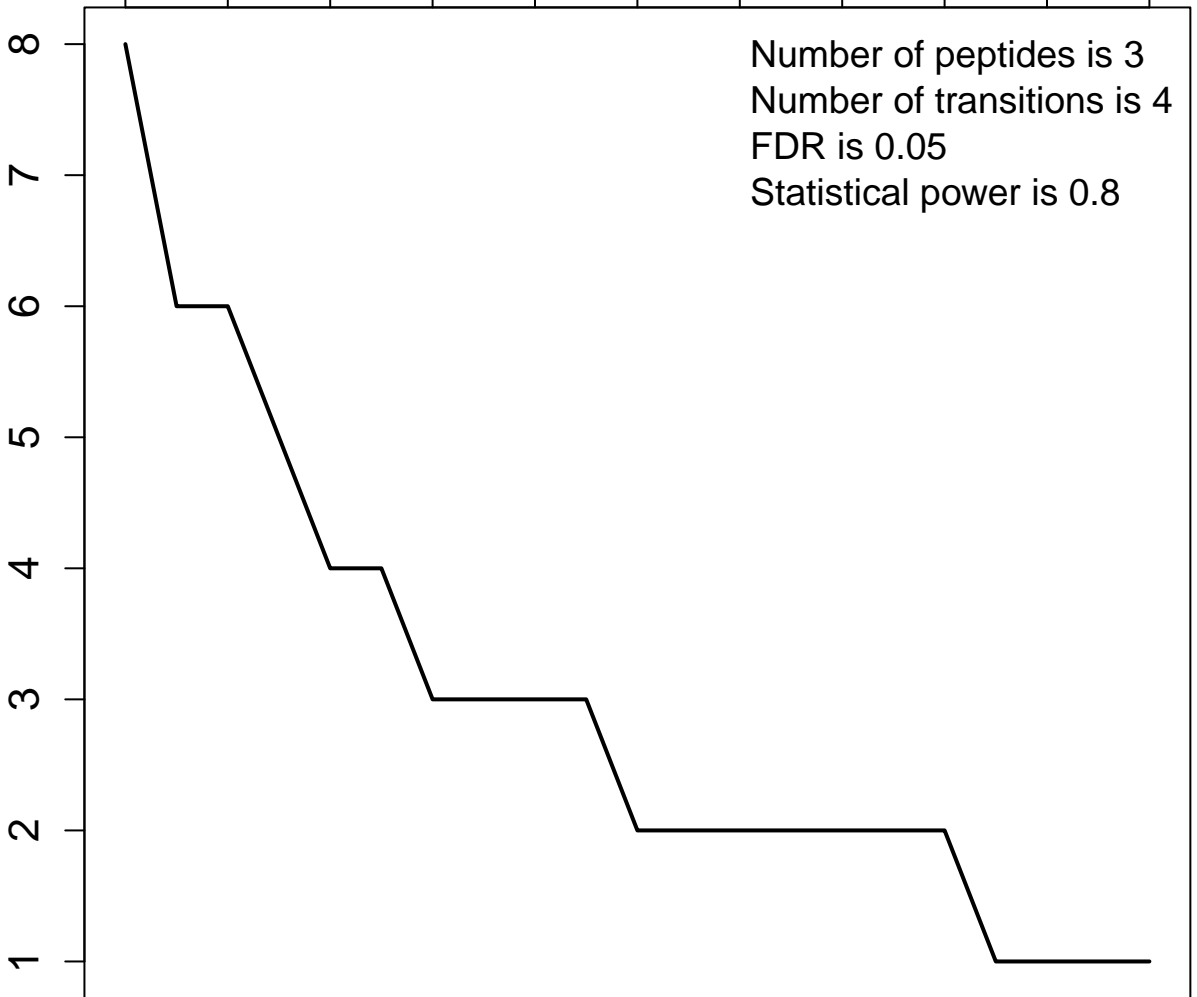 Number of peptides is 3
Number of transitions is 4
FDR is 0.05
Statistical power is 0.8
8
7
6
5
4
3
2
1